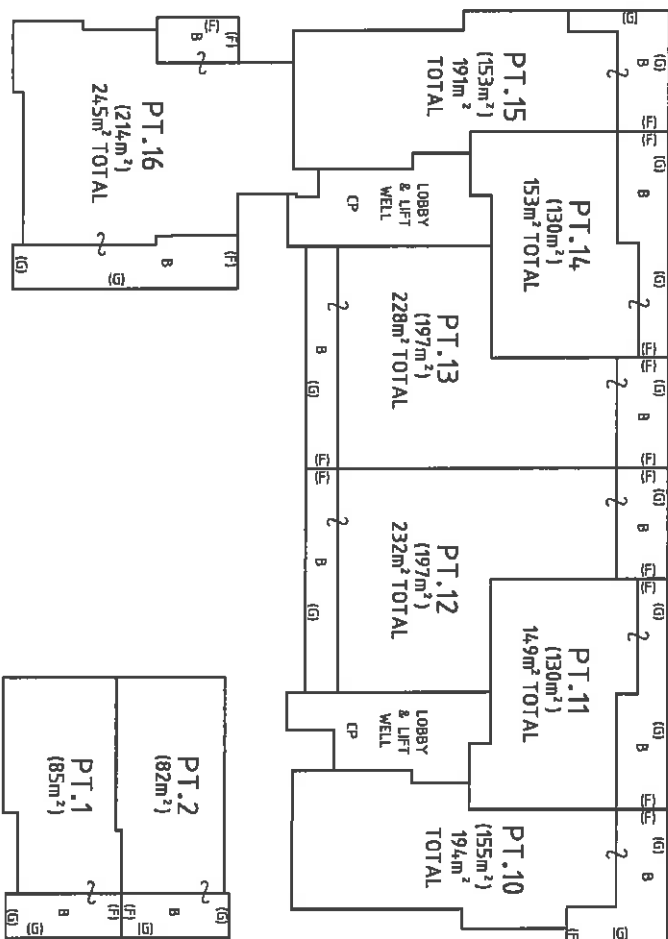 (G)
(G)
B
(F)
PT.15
(153m²)
191m²
TOTAL
(F)
(G)
B
(G)
(F)
PT.14
(130m²)
153m² TOTAL
LOBBY
& LIFT
WELL
CP
(F)
(G)
B
(F)
PT.13
(197m²)
228m² TOTAL
B
(G)
(F)
(F)
(G)
B
(F)
PT.12
(197m²)
232m² TOTAL
(F)
B
(G)
(F)
(G)
(G)
B
(F)
PT.11
(130m²)
149m² TOTAL
LOBBY
& LIFT
WELL
CP
(F)
(G)
B
(G)
(G)
PT.10
(155m²)
194m²
TOTAL
(F)
(F)
B
PT.16
(214m²)
245m² TOTAL
(F)
B
(G)
(G)
PT.2
(82m²)
(G)
B
(G)
(F)
PT.1
(85m²)
(F)
B
(G)
(G)